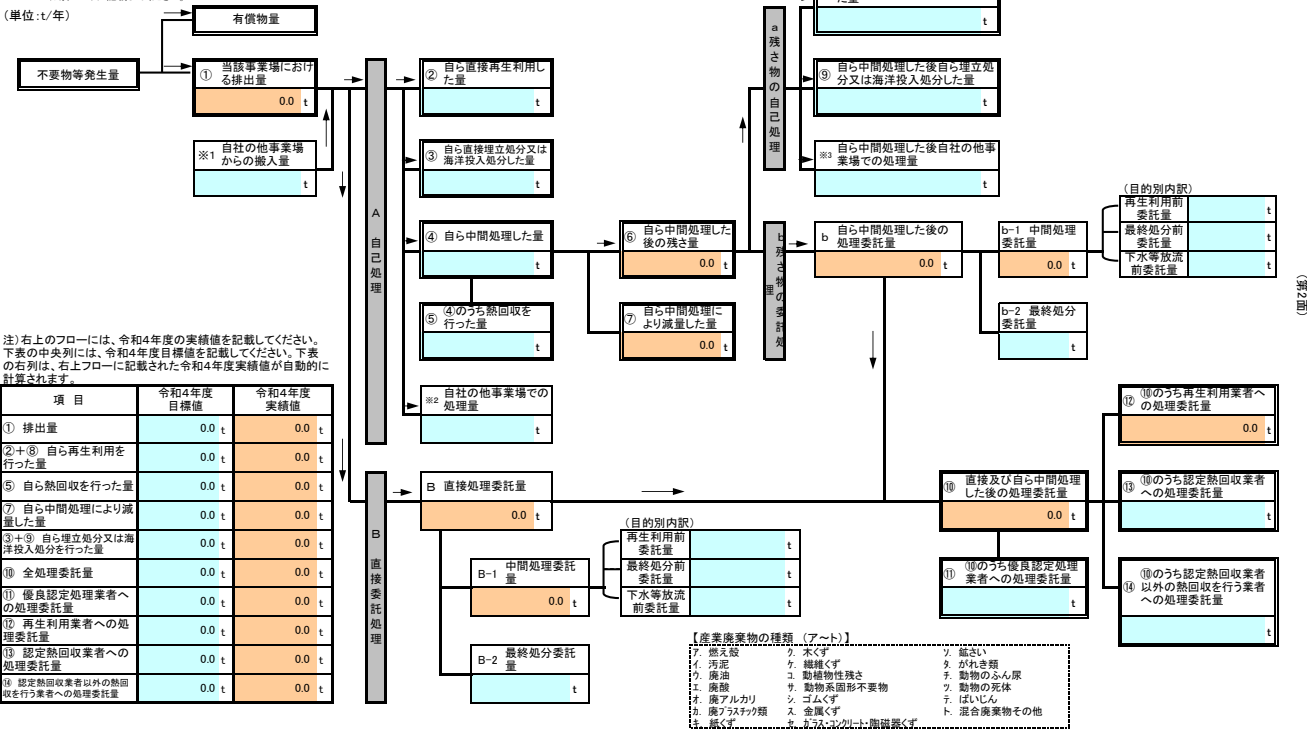 (単位:t/年)
有償物量
不要物等発生量
① 当該事業場におけ
る排出量
0.0 t
※1 自社の他事業場
からの搬入量
t
A 自己処理
② 自ら直接再生利用し
た量
t
③ 自ら直接埋立処分又は
海洋投入処分した量
t
④ 自ら中間処理した量
t
⑤ ④のうち熱回収を
行った量
t
※2 自社の他事業場での
処理量
t
⑥ 自ら中間処理した
後の残さ量
0.0 t
⑦ 自ら中間処理に
より減量した量
0.0 t
a 残さ物の自己処理
た量
t
⑨ 自ら中間処理した後自ら埋立処
分又は海洋投入処分した量
t
※3 自ら中間処理した後自社の他事
業場での処理量
t
b 残さ物の委託処理
b 自ら中間処理した後の
処理委託量
0.0 t
b-1 中間処理
委託量
0.0 t
b-2 最終処分
委託量
t
(目的別内訳)
再生利用前
委託量
t
最終処分前
委託量
t
下水等放流
前委託量
t
(第2面)
注)右上のフローには、令和4年度の実績値を記載してください。
下表の中央列には、令和4年度目標値を記載してください。下表
の右列は、右上フローに記載された令和4年度実績値が自動的に
計算されます。
項 目 令和4年度 目標値 令和4年度 実績値
① 排出量 0.0 t 0.0 t
②+⑧ 自ら再生利用を
行った量 0.0 t 0.0 t
⑤ 自ら熱回収を行った量 0.0 t 0.0 t
⑦ 自ら中間処理により減
量した量 0.0 t 0.0 t
③+⑨ 自ら埋立処分又は海
洋投入処分を行った量 0.0 t 0.0 t
⑩ 全処理委託量 0.0 t 0.0 t
⑪ 優良認定処理業者へ
の処理委託量 0.0 t 0.0 t
⑫ 再生利用業者への処
理委託量 0.0 t 0.0 t
⑬ 認定熱回収業者への
処理委託量 0.0 t 0.0 t
⑭ 認定熱回収業者以外の熱回
収を行う業者への処理委託量 0.0 t 0.0 t
B 直接委託処理
B 直接処理委託量
0.0 t
B-1 中間処理委託
量
0.0 t
B-2 最終処分委託
量
t
(目的別内訳)
再生利用前
委託量
t
最終処分前
委託量
t
下水等放流
前委託量
t
⑩ 直接及び自ら中間処理
した後の処理委託量
0.0 t
⑪ ⑩のうち優良認定処理
業者への処理委託量
t
⑫ ⑩のうち再生利用業者へ
の処理委託量
0.0 t
⑬ ⑩のうち認定熱回収業者
への処理委託量
t
⑭ ⑩のうち認定熱回収業者
以外の熱回収を行う業者
への処理委託量
t
【産業廃棄物の種類 (ア~ト)】
ア. 燃え殻 ク. 木くず ソ. 鉱さい
イ. 汚泥 ケ. 繊維くず タ. がれき類
ウ. 廃油 コ. 動植物性残さ チ. 動物のふん尿
エ. 廃酸 サ. 動物系固形不要物 ツ. 動物の死体
オ. 廃アルカリ シ. ゴムくず テ. ばいじん
カ. 廃プラスチック類 ス. 金属くず ト. 混合廃棄物その他
キ. 紙くず セ. ガラス・コンクリート・陶磁器くず